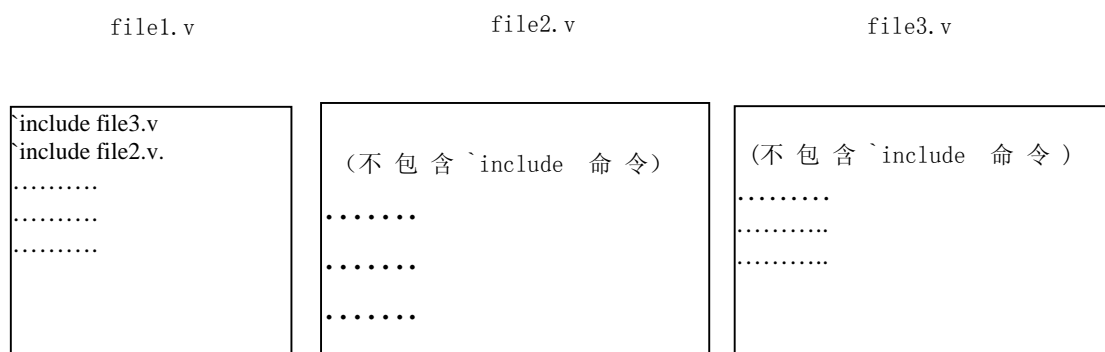 file1.v
file2.v
file3.v
`include file3.v
`include file2.v.
……….
……….
……….
(不 包 含 `include 命 令)
.......
.......
.......
(不 包 含 `include 命 令 )
………
………..
………..